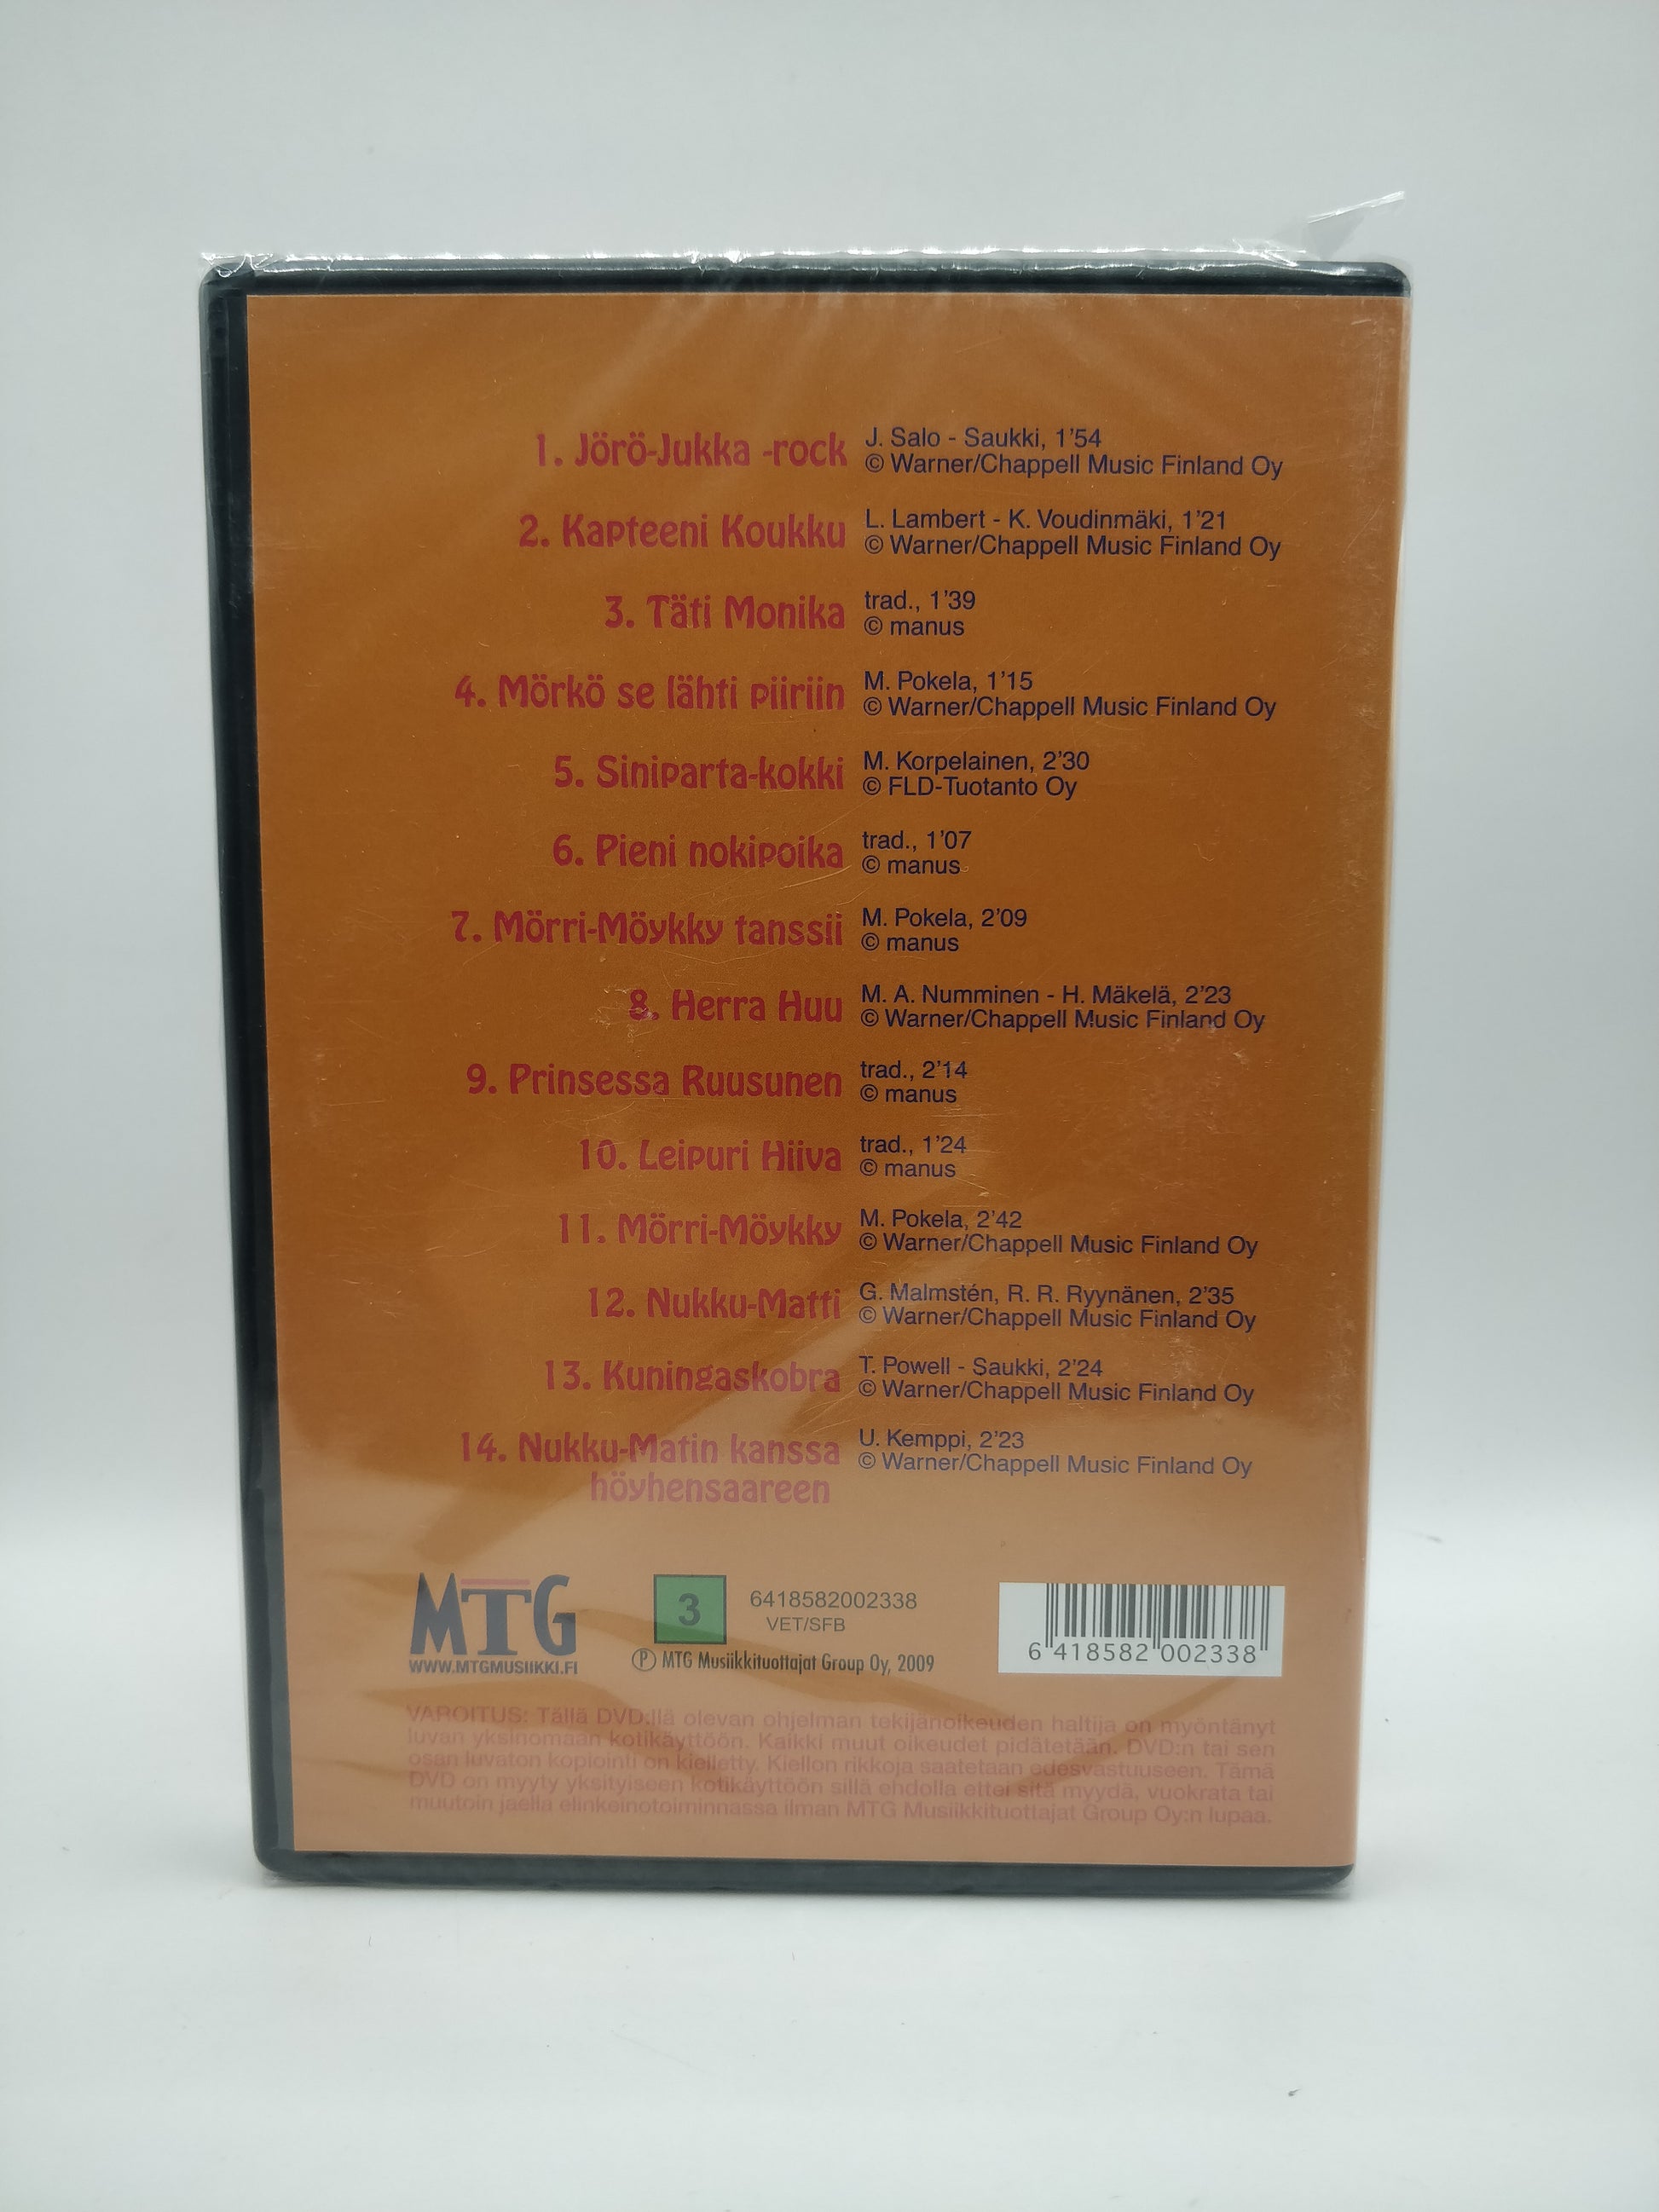 1. Jörö-Jukka -rock
J. Salo - Saukki, 1'54
© Warner/Chappell Music Finland Oy
2. Kapteeni Koukku
L. Lambert - K. Voudinmäki, 1'21
© Warner/Chappell Music Finland Oy
3. Täti Monika
trad., 1'39
© manus
4. Mörkö se lähti piiriin
M. Pokela, 1'15
© Warner/Chappell Music Finland Oy
5. Siniparta-kokki
M. Korpelainen, 2'30
© FLD-Tuotanto Oy
6. Pieni nokipoika
trad., 1'07
© manus
7. Mörri-Möykky tanssii
M. Pokela, 2'09
© manus
8. Herra Huu
M. A. Numminen - H. Mäkelä, 2'23
© Warner/Chappell Music Finland Oy
9. Prinsessa Ruusunen
trad., 2'14
© manus
10. Leipuri Hiiva
trad., 1'24
© manus
11. Mörri-Möykky
M. Pokela, 2'42
© Warner/Chappell Music Finland Oy
12. Nukku-Matti
G. Malmstén, R. R. Ryynänen, 2'35
© Warner/Chappell Music Finland Oy
13. Kuningaskobra
T. Powell - Saukki, 2'24
© Warner/Chappell Music Finland Oy
14. Nukku-Matin kanssa
höyhensaareen
U. Kemppi, 2'23
© Warner/Chappell Music Finland Oy
MTG
WWW.MTGMUSIIKKI.FI
3
6418582002338
VET/SFB
℗ MTG Musiikkituottajat Group Oy, 2009
6 418582 002338
VAROITUS: Tällä DVD:llä olevan ohjelman tekijänoikeuden haltija on myöntänyt
luvan yksinomaan kotikäyttöön. Kaikki muut oikeudet pidätetään. DVD:n tai sen
osan luvaton kopiointi on kielletty. Kiellon rikkoja saatetaan edesvastuuseen. Tämä
DVD on myyty yksityiseen kotikäyttöön sillä ehdolla ettei sitä myydä, vuokrata tai
muutoin jaella elinkeinotoiminnassa ilman MTG Musiikkituottajat Group Oy:n lupaa.